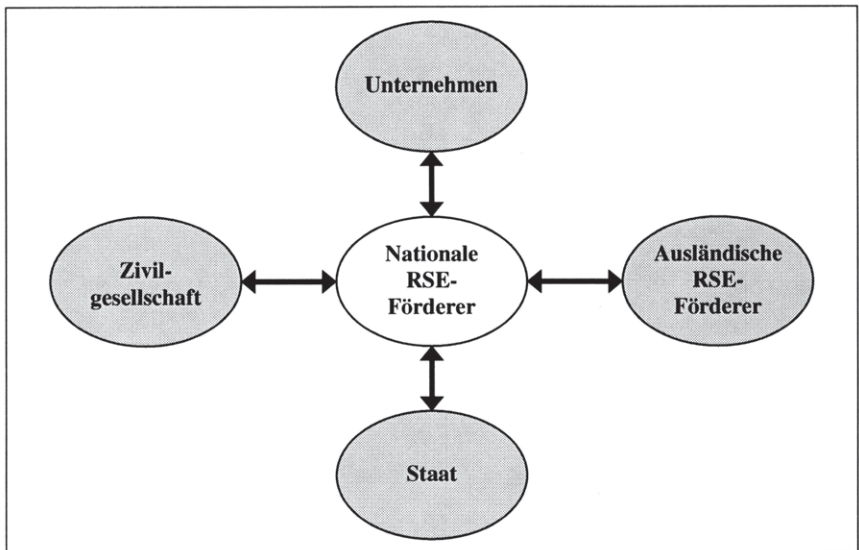 Unternehmen
Zivil-
gesellschaft
Nationale
RSE-
Förderer
Ausländische
RSE-
Förderer
Staat